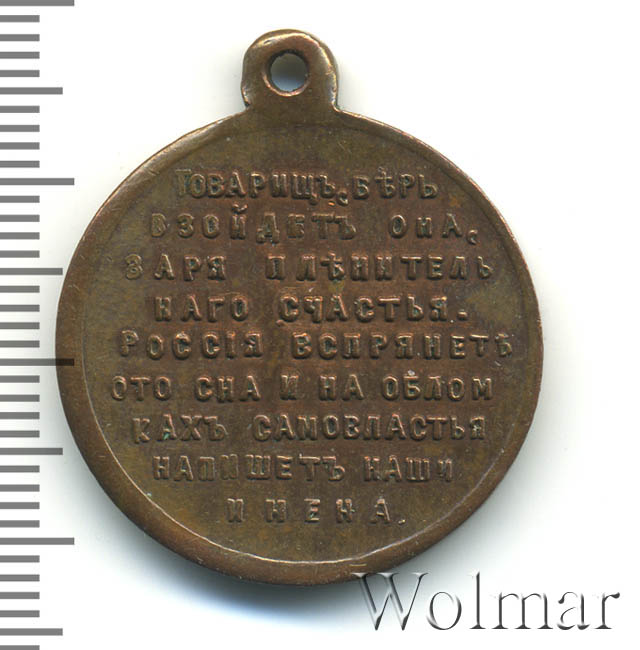 ТОВАРИЩЪ, ВѢРЬ
ВЗОЙДЕТЪ ОНА,
ЗАРЯ ПЛѢНИТЕЛЬ
НАГО СЧАСТЬЯ.
РОССІЯ ВСПРЯНЕТЪ
ОТО СНА И НА ОБЛОМ
КАХЪ САМОВЛАСТЬЯ
НАПИШЕТЪ НАШИ
ИМЕНА.
Wolmar